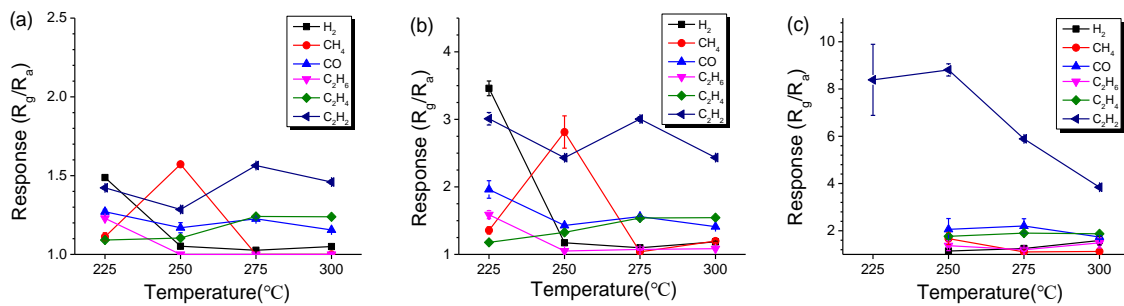 (a)
2.5
2.0
1.5
1.0
225 250 275 300
Response (Rg/Ra)
Temperature(℃)
H2
CH4
CO
C2H6
C2H4
C2H2
(b)
4
3
2
1
225 250 275 300
Response (Rg/Ra)
Temperature(℃)
H2
CH4
CO
C2H6
C2H4
C2H2
(c)
10
8
6
4
2
225 250 275 300
Response (Rg/Ra)
Temperature(℃)
H2
CH4
CO
C2H6
C2H4
C2H2